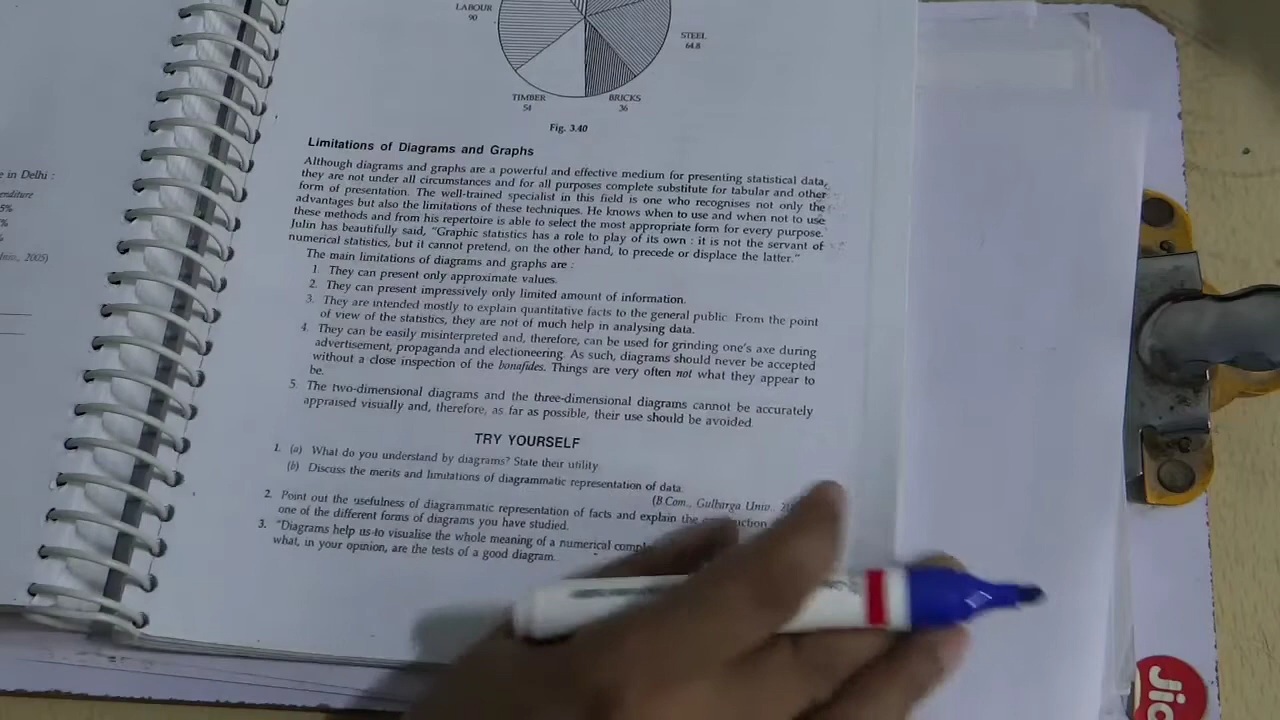 LABOUR
90
STEEL
64.8
TIMBER
54
BRICKS
36
Fig. 3.40
e in Delhi :
enditure
5%
%
%
2005)
Limitations of Diagrams and Graphs
Although diagrams and graphs are a powerful and effective medium for presenting statistical data,
they are not under all circumstances and for all purposes complete substitute for tabular and other
form of presentation. The well-trained specialist in this field is one who recognises not only the
advantages but also the limitations of these techniques. He knows when to use and when not to use
these methods and from his repertoire is able to select the most appropriate form for every purpose.
Julin has beautifully said, "Graphic statistics has a role to play of its own : it is not the servant of
numerical statistics, but it cannot pretend, on the other hand, to precede or displace the latter."
The main limitations of diagrams and graphs are :
1. They can present only approximate values.
2. They can present impressively only limited amount of information.
3. They are intended mostly to explain quantitative facts to the general public. From the point
of view of the statistics, they are not of much help in analysing data.
4. They can be easily misinterpreted and, therefore, can be used for grinding one's axe during
advertisement, propaganda and electioneering. As such, diagrams should never be accepted
without a close inspection of the bonafides. Things are very often not what they appear to
be.
5. The two-dimensional diagrams and the three-dimensional diagrams cannot be accurately
appraised visually and, therefore, as far as possible, their use should be avoided.
TRY YOURSELF
1. (a) What do you understand by diagrams? State their utility.
(b) Discuss the merits and limitations of diagrammatic representation of data.
(B.Com., Gulbarga Univ.
2. Point out the usefulness of diagrammatic representation of facts and explain the
one of the different forms of diagrams you have studied.
3. "Diagrams help us to visualise the whole meaning of a numerical
what, in your opinion, are the tests of a good diagram.
Jio